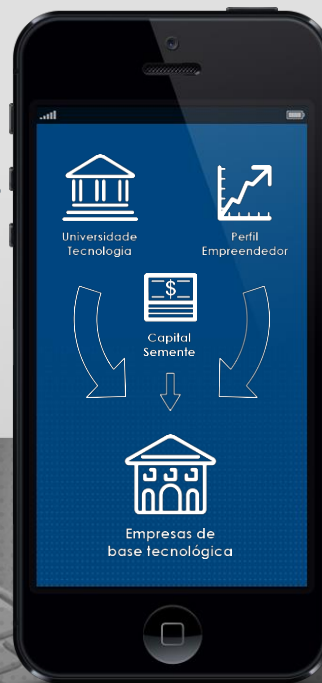 Universidade
Tecnologia
Perfil
Empreendedor
$
Capital
Semente
Empresas de
base tecnológica